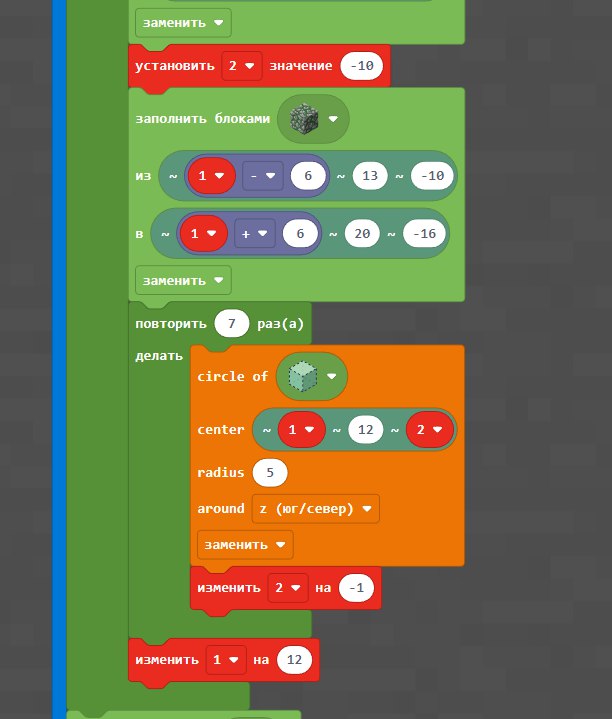 заменить
установить 2 значение -10
заполнить блоками
из ~ 1 - 6 ~ 13 ~ -10
в ~ 1 + 6 ~ 20 ~ -16
заменить
повторить 7 раз(а)
делать
circle of
center ~ 1 ~ 12 ~ 2
radius 5
around z (юг/север)
заменить
изменить 2 на -1
изменить 1 на 12